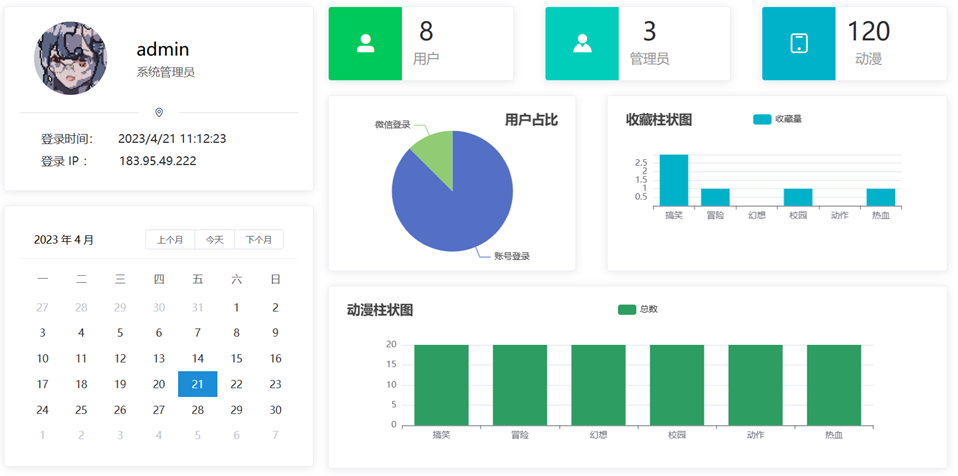 admin
系统管理员
登录时间: 2023/4/21 11:12:23
登录 IP : 183.95.49.222
2023 年 4 月
上个月 今天 下个月
一 二 三 四 五 六 日
27 28 29 30 31 1 2
3 4 5 6 7 8 9
10 11 12 13 14 15 16
17 18 19 20 21 22 23
24 25 26 27 28 29 30
1 2 3 4 5 6 7
8
用户
3
管理员
120
动漫
用户占比
微信登录
账号登录
收藏柱状图
收藏量
2.5
2
1.5
1
0.5
搞笑 冒险 幻想 校园 动作 热血
动漫柱状图
总数
20
15
10
5
0
搞笑 冒险 幻想 校园 动作 热血